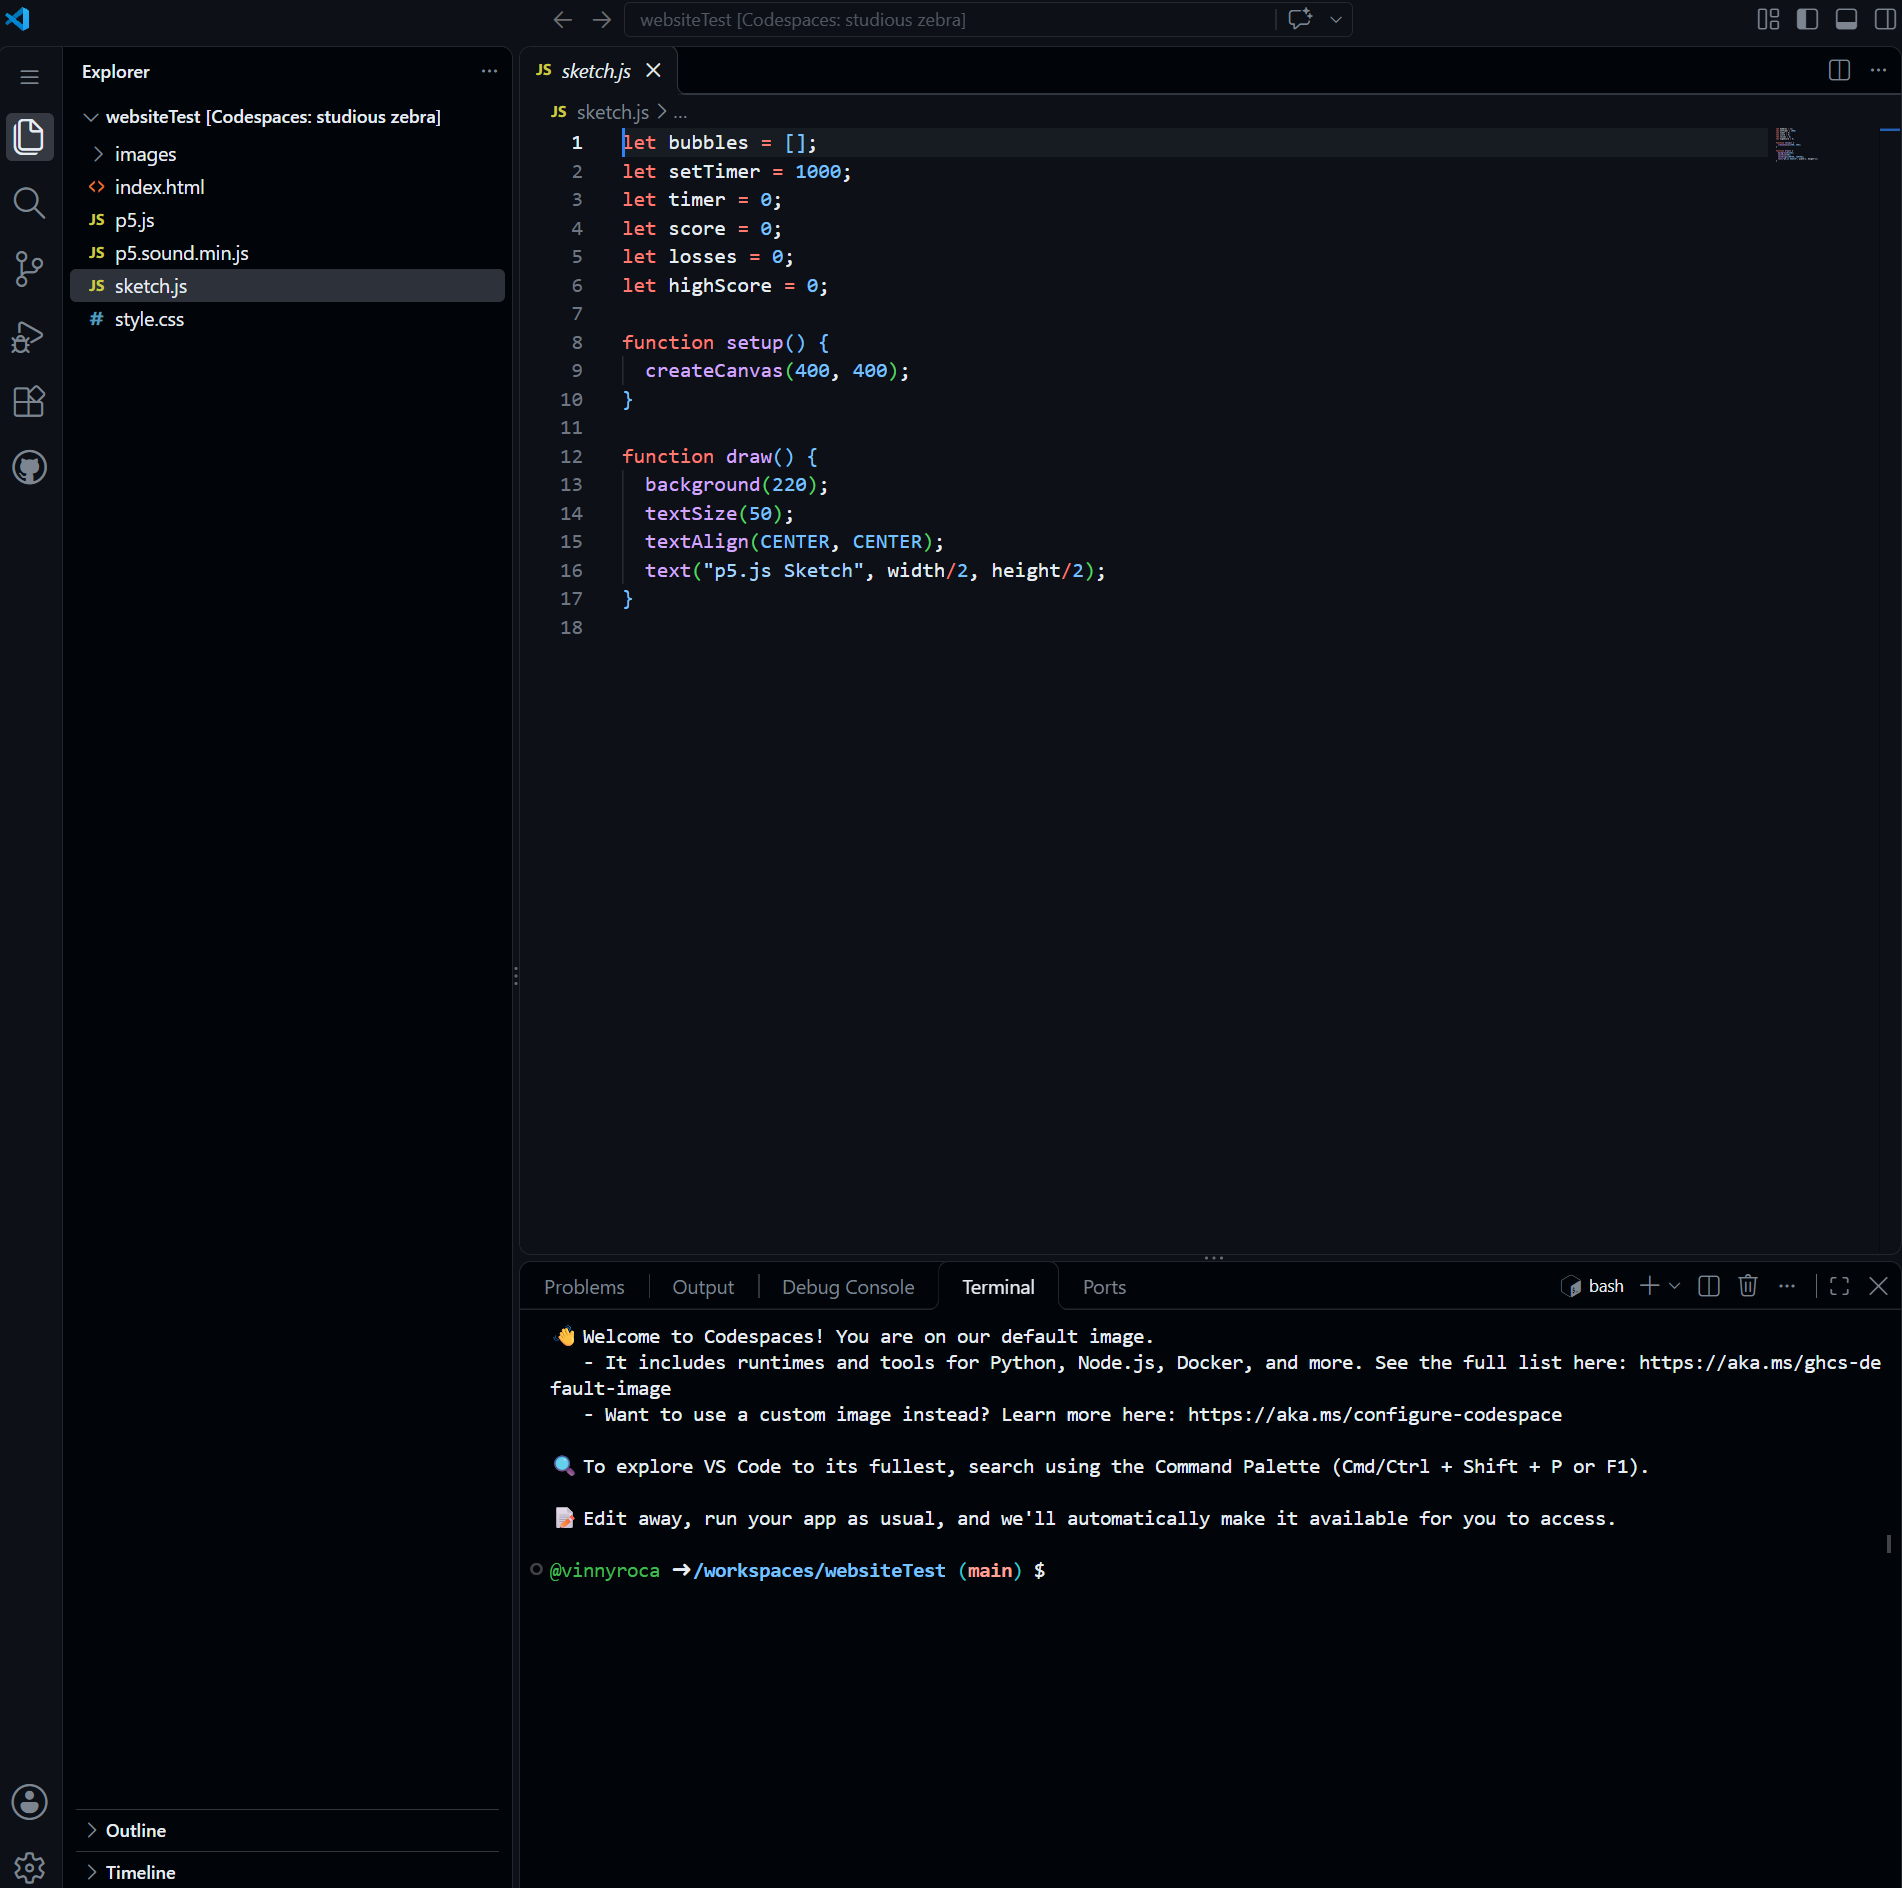 websiteTest [Codespaces: studious zebra]
Explorer
websiteTest [Codespaces: studious zebra]
images
index.html
JS p5.js
JS p5.sound.min.js
JS sketch.js
# style.css
Outline
Timeline
JS sketch.js
JS sketch.js > ...
1 let bubbles = [];
2 let setTimer = 1000;
3 let timer = 0;
4 let score = 0;
5 let losses = 0;
6 let highScore = 0;
7
8 function setup() {
9 createCanvas(400, 400);
10 }
11
12 function draw() {
13 background(220);
14 textSize(50);
15 textAlign(CENTER, CENTER);
16 text("p5.js Sketch", width/2, height/2);
17 }
18
Problems Output Debug Console Terminal Ports bash
👋 Welcome to Codespaces! You are on our default image.
- It includes runtimes and tools for Python, Node.js, Docker, and more. See the full list here: https://aka.ms/ghcs-de
fault-image
- Want to use a custom image instead? Learn more here: https://aka.ms/configure-codespace
🔍 To explore VS Code to its fullest, search using the Command Palette (Cmd/Ctrl + Shift + P or F1).
📝 Edit away, run your app as usual, and we'll automatically make it available for you to access.
@vinnyroca ➜/workspaces/websiteTest (main) $